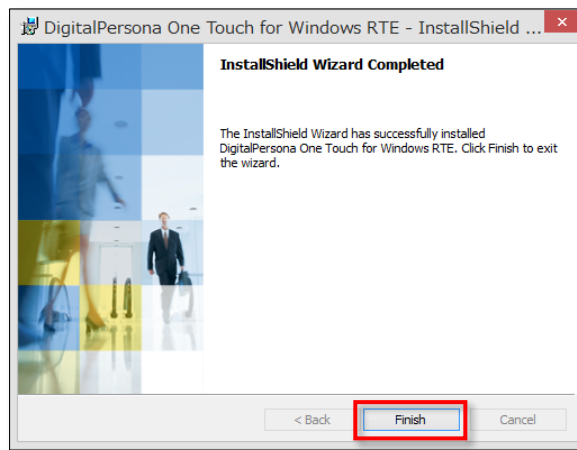 DigitalPersona One Touch for Windows RTE - InstallShield ...
InstallShield Wizard Completed
The InstallShield Wizard has successfully installed
DigitalPersona One Touch for Windows RTE. Click Finish to exit
the wizard.
< Back Finish Cancel